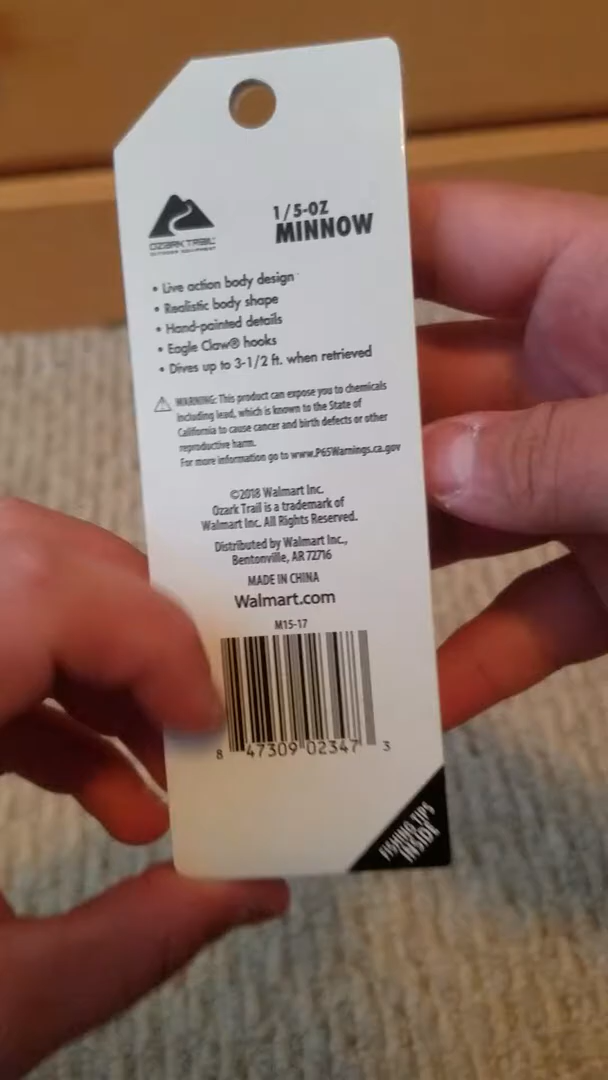 OZARK TRAIL
OUTDOOR EQUIPMENT
1/5-OZ
MINNOW
• Live action body design
• Realistic body shape
• Hand-painted details
• Eagle Claw® hooks
• Dives up to 3-1/2 ft. when retrieved
WARNING: This product can expose you to chemicals
including lead, which is known to the State of
California to cause cancer and birth defects or other
reproductive harm.
For more information go to www.P65Warnings.ca.gov
©2018 Walmart Inc.
Ozark Trail is a trademark of
Walmart Inc. All Rights Reserved.
Distributed by Walmart Inc.,
Bentonville, AR 72716
MADE IN CHINA
Walmart.com
M15-17
8 47309 02347 3
FISHING TIPS
INSIDE